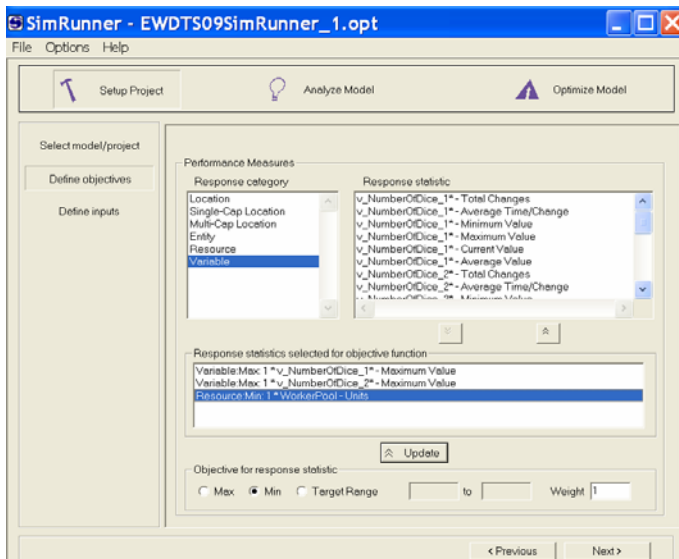 SimRunner - EWDTS09SimRunner_1.opt
File Options Help
Setup Project
Analyze Model
Optimize Model
Select model/project
Define objectives
Define inputs
Performance Measures
Response category
Location
Single-Cap Location
Multi-Cap Location
Entity
Resource
Variable
Response statistic
v_NumberOfDice_1* - Total Changes
v_NumberOfDice_1* - Average Time/Change
v_NumberOfDice_1* - Minimum Value
v_NumberOfDice_1* - Maximum Value
v_NumberOfDice_1* - Current Value
v_NumberOfDice_1* - Average Value
v_NumberOfDice_2* - Total Changes
v_NumberOfDice_2* - Average Time/Change
v_NumberOfDice_2* - Minimum Value
Response statistics selected for objective function
Variable:Max: 1 * v_NumberOfDice_1* - Maximum Value
Variable:Max: 1 * v_NumberOfDice_2* - Maximum Value
Resource:Min: 1 * WorkerPool - Units
Update
Objective for response statistic
Max Min Target Range to Weight 1
< Previous Next >